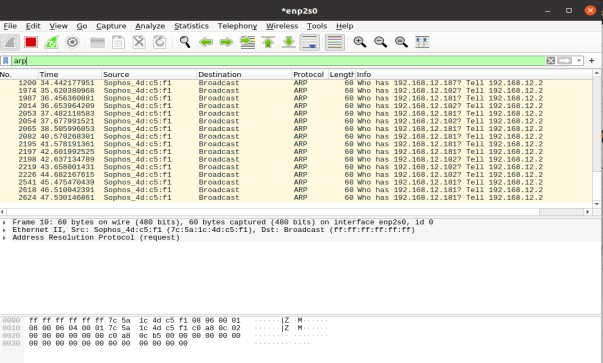 *enp2s0
File Edit View Go Capture Analyze Statistics Telephony Wireless Tools Help
arp
No. Time Source Destination Protocol Length Info
1200 34.442177951 Sophos_4d:c5:f1 Broadcast ARP 60 Who has 192.168.12.187? Tell 192.168.12.2
1974 35.620380968 Sophos_4d:c5:f1 Broadcast ARP 60 Who has 192.168.12.102? Tell 192.168.12.2
1987 36.456360081 Sophos_4d:c5:f1 Broadcast ARP 60 Who has 192.168.12.181? Tell 192.168.12.2
2014 36.653964209 Sophos_4d:c5:f1 Broadcast ARP 60 Who has 192.168.12.102? Tell 192.168.12.2
2053 37.482118583 Sophos_4d:c5:f1 Broadcast ARP 60 Who has 192.168.12.181? Tell 192.168.12.2
2054 37.677991521 Sophos_4d:c5:f1 Broadcast ARP 60 Who has 192.168.12.102? Tell 192.168.12.2
2065 38.505996053 Sophos_4d:c5:f1 Broadcast ARP 60 Who has 192.168.12.181? Tell 192.168.12.2
2082 40.570268301 Sophos_4d:c5:f1 Broadcast ARP 60 Who has 192.168.12.181? Tell 192.168.12.2
2195 41.578191361 Sophos_4d:c5:f1 Broadcast ARP 60 Who has 192.168.12.181? Tell 192.168.12.2
2197 42.601992525 Sophos_4d:c5:f1 Broadcast ARP 60 Who has 192.168.12.181? Tell 192.168.12.2
2198 42.637134789 Sophos_4d:c5:f1 Broadcast ARP 60 Who has 192.168.12.102? Tell 192.168.12.2
2219 43.658001431 Sophos_4d:c5:f1 Broadcast ARP 60 Who has 192.168.12.102? Tell 192.168.12.2
2226 44.682167615 Sophos_4d:c5:f1 Broadcast ARP 60 Who has 192.168.12.102? Tell 192.168.12.2
2541 45.475470439 Sophos_4d:c5:f1 Broadcast ARP 60 Who has 192.168.12.181? Tell 192.168.12.2
2618 46.510042391 Sophos_4d:c5:f1 Broadcast ARP 60 Who has 192.168.12.181? Tell 192.168.12.2
2624 47.530146861 Sophos_4d:c5:f1 Broadcast ARP 60 Who has 192.168.12.181? Tell 192.168.12.2
Frame 10: 60 bytes on wire (480 bits), 60 bytes captured (480 bits) on interface enp2s0, id 0
Ethernet II, Src: Sophos_4d:c5:f1 (7c:5a:1c:4d:c5:f1), Dst: Broadcast (ff:ff:ff:ff:ff:ff)
Address Resolution Protocol (request)
0000 ff ff ff ff ff ff 7c 5a 1c 4d c5 f1 08 06 00 01 ······|Z ·M······
0010 08 00 06 04 00 01 7c 5a 1c 4d c5 f1 c0 a8 0c 02 ······|Z ·M······
0020 00 00 00 00 00 00 c0 a8 0c b5 00 00 00 00 00 00 ········ ········
0030 00 00 00 00 00 00 00 00 00 00 00 00 ········ ····